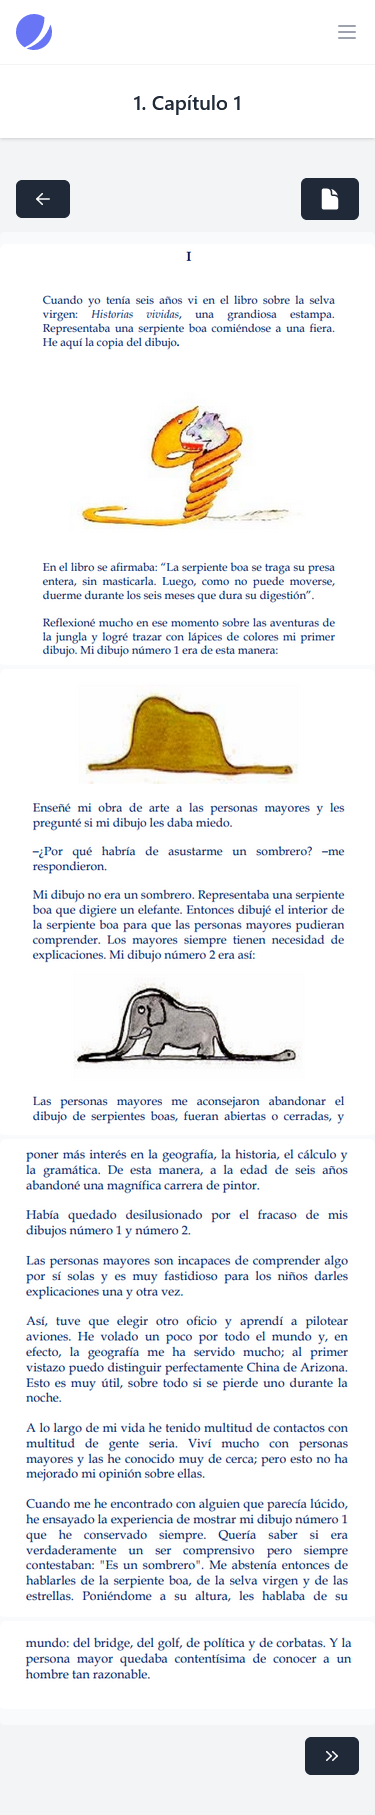 1. Capítulo 1
I
Cuando yo tenía seis años vi en el libro sobre la selva
virgen: Historias vividas, una grandiosa estampa.
Representaba una serpiente boa comiéndose a una fiera.
He aquí la copia del dibujo.
En el libro se afirmaba: “La serpiente boa se traga su presa
entera, sin masticarla. Luego, como no puede moverse,
duerme durante los seis meses que dura su digestión”.
Reflexioné mucho en ese momento sobre las aventuras de
la jungla y logré trazar con lápices de colores mi primer
dibujo. Mi dibujo número 1 era de esta manera:
Enseñé mi obra de arte a las personas mayores y les
pregunté si mi dibujo les daba miedo.
–¿Por qué habría de asustarme un sombrero? –me
respondieron.
Mi dibujo no era un sombrero. Representaba una serpiente
boa que digiere un elefante. Entonces dibujé el interior de
la serpiente boa para que las personas mayores pudieran
comprender. Los mayores siempre tienen necesidad de
explicaciones. Mi dibujo número 2 era así:
Las personas mayores me aconsejaron abandonar el
dibujo de serpientes boas, fueran abiertas o cerradas, y
poner más interés en la geografía, la historia, el cálculo y
la gramática. De esta manera, a la edad de seis años
abandoné una magnífica carrera de pintor.
Había quedado desilusionado por el fracaso de mis
dibujos número 1 y número 2.
Las personas mayores son incapaces de comprender algo
por sí solas y es muy fastidioso para los niños darles
explicaciones una y otra vez.
Así, tuve que elegir otro oficio y aprendí a pilotear
aviones. He volado un poco por todo el mundo y, en
efecto, la geografía me ha servido mucho; al primer
vistazo puedo distinguir perfectamente China de Arizona.
Esto es muy útil, sobre todo si se pierde uno durante la
noche.
A lo largo de mi vida he tenido multitud de contactos con
multitud de gente seria. Viví mucho con personas
mayores y las he conocido muy de cerca; pero esto no ha
mejorado mi opinión sobre ellas.
Cuando me he encontrado con alguien que parecía lúcido,
he ensayado la experiencia de mostrar mi dibujo número 1
que he conservado siempre. Quería saber si era
verdaderamente un ser comprensivo pero siempre
contestaban: "Es un sombrero". Me abstenía entonces de
hablarles de la serpiente boa, de la selva virgen y de las
estrellas. Poniéndome a su altura, les hablaba de su
mundo: del bridge, del golf, de política y de corbatas. Y la
persona mayor quedaba contentísima de conocer a un
hombre tan razonable.